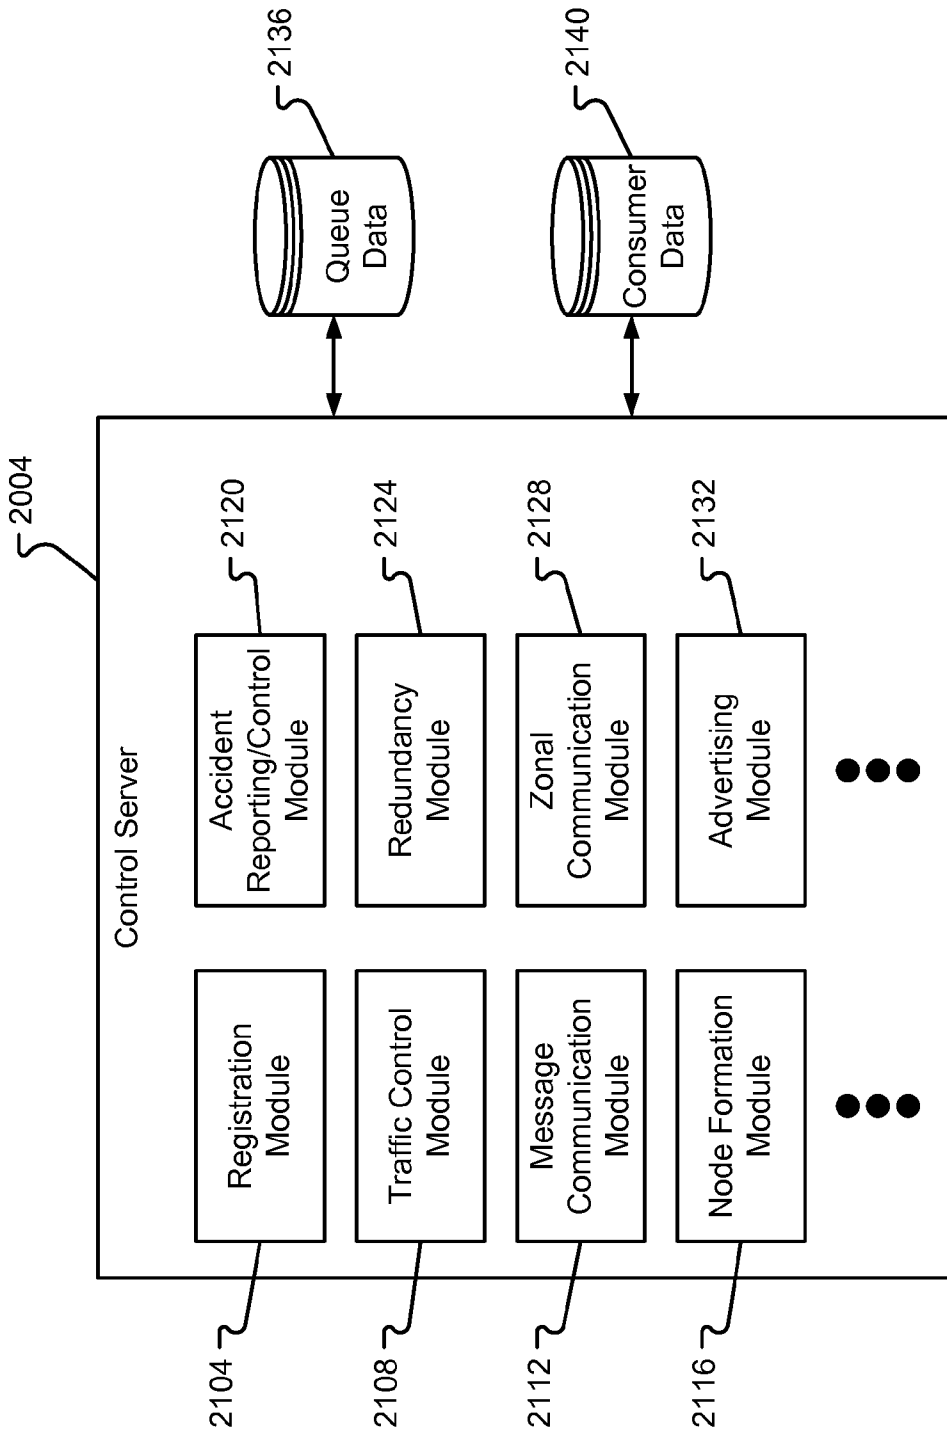 2004
Control Server
2104
Registration
Module
2120
Accident
Reporting/Control
Module
2108
Traffic Control
Module
2124
Redundancy
Module
2112
Message
Communication
Module
2128
Zonal
Communication
Module
2116
Node Formation
Module
2132
Advertising
Module
2136
Queue
Data
2140
Consumer
Data